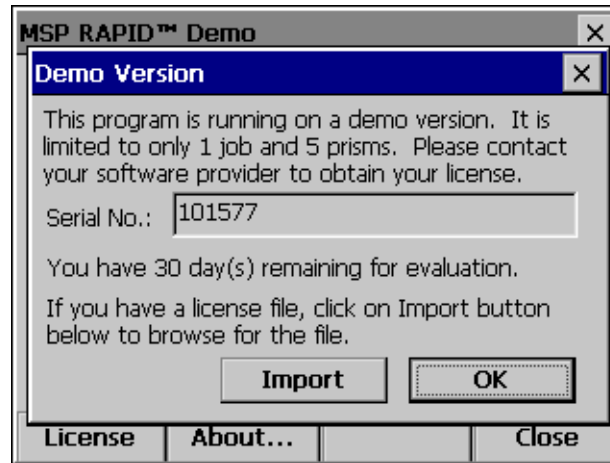 MSP RAPID™ Demo
Demo Version
This program is running on a demo version.  It is
limited to only 1 job and 5 prisms.  Please contact
your software provider to obtain your license.
Serial No.: 101577
You have 30 day(s) remaining for evaluation.
If you have a license file, click on Import button
below to browse for the file.
Import OK
License About... Close